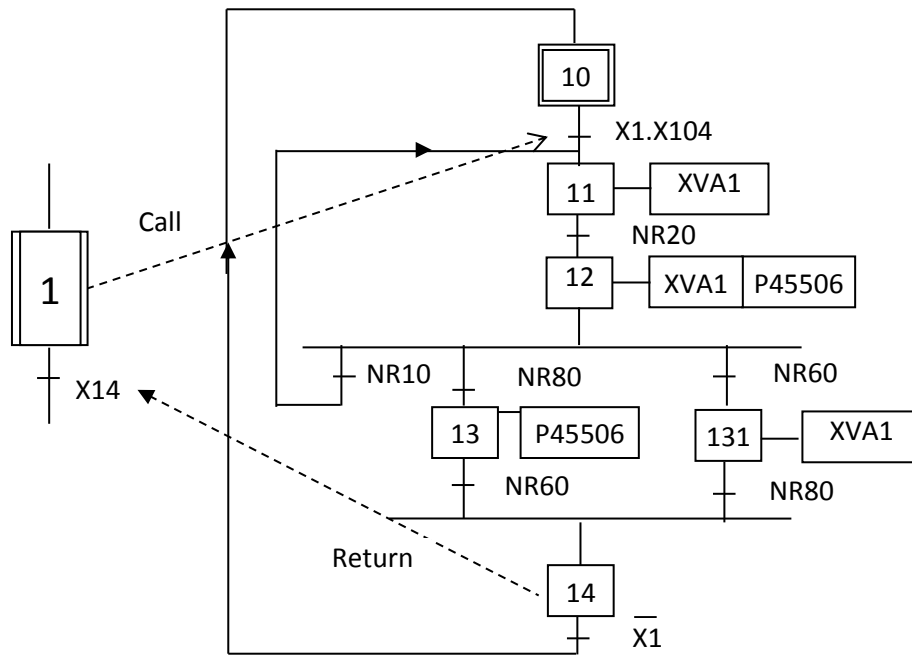 10
X1.X104
11
XVA1
Call
NR20
1
12
XVA1
P45506
NR10
NR80
NR60
X14
13
P45506
131
XVA1
NR60
NR80
Return
14
X̅1̅